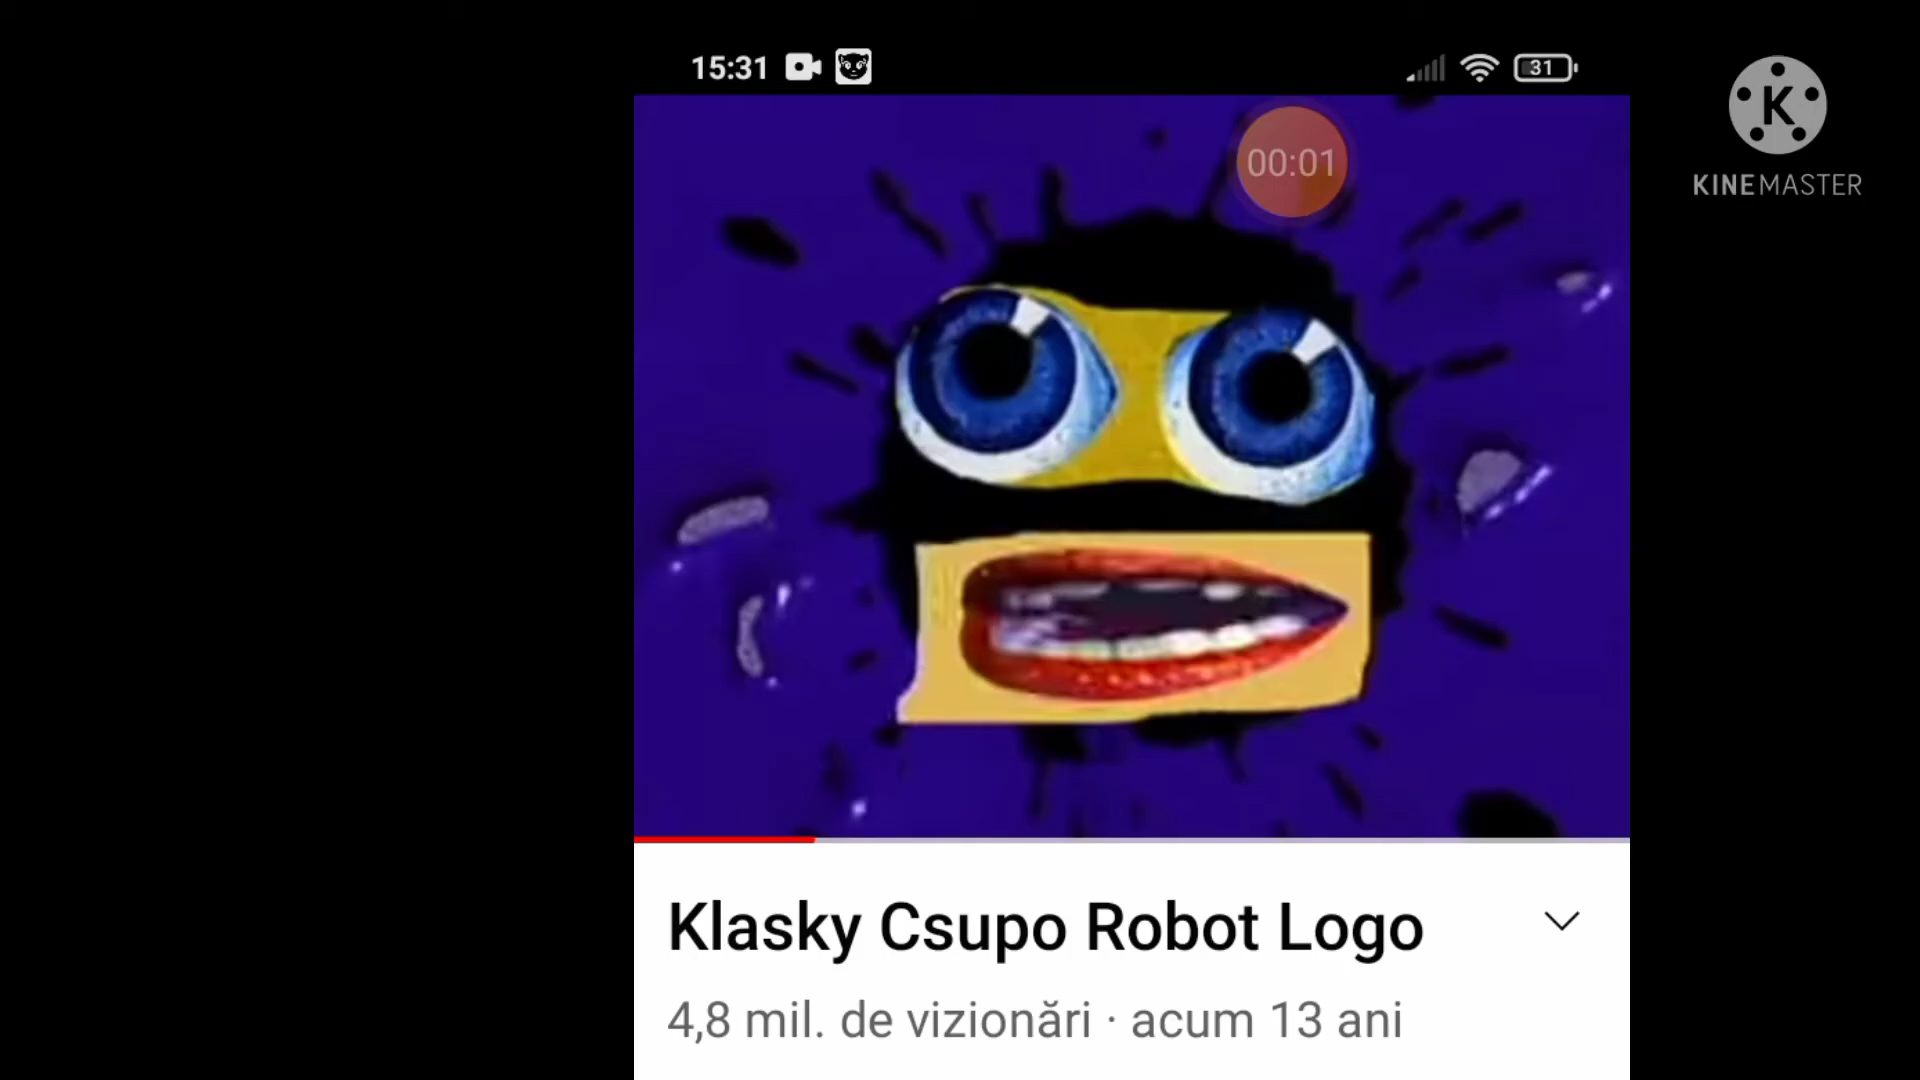 15:31
31
00:01
K
KINEMASTER
Klasky Csupo Robot Logo
4,8 mil. de vizionări · acum 13 ani